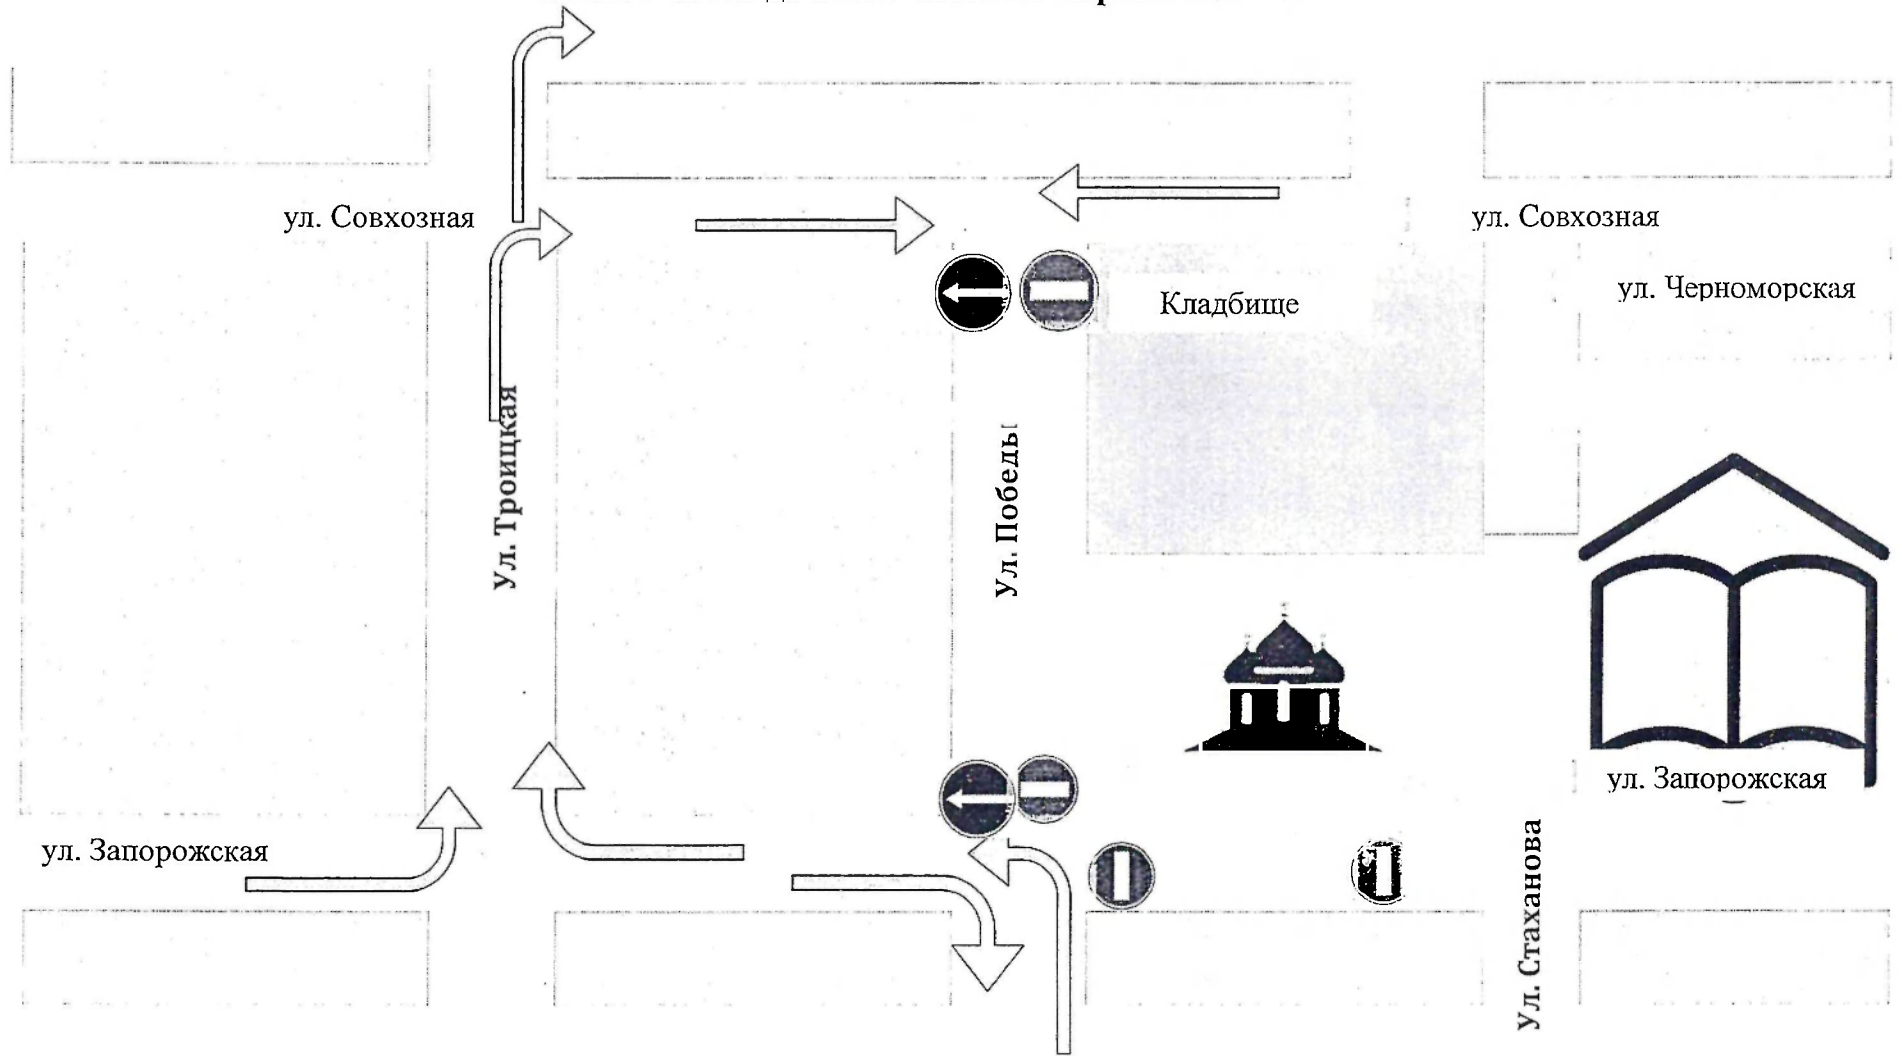 ул. Совхозная
ул. Совхозная
ул. Черноморская
Кладбище
Ул. Троицкая
Ул. Победы
ул. Запорожская
ул. Запорожская
Ул. Стаханова